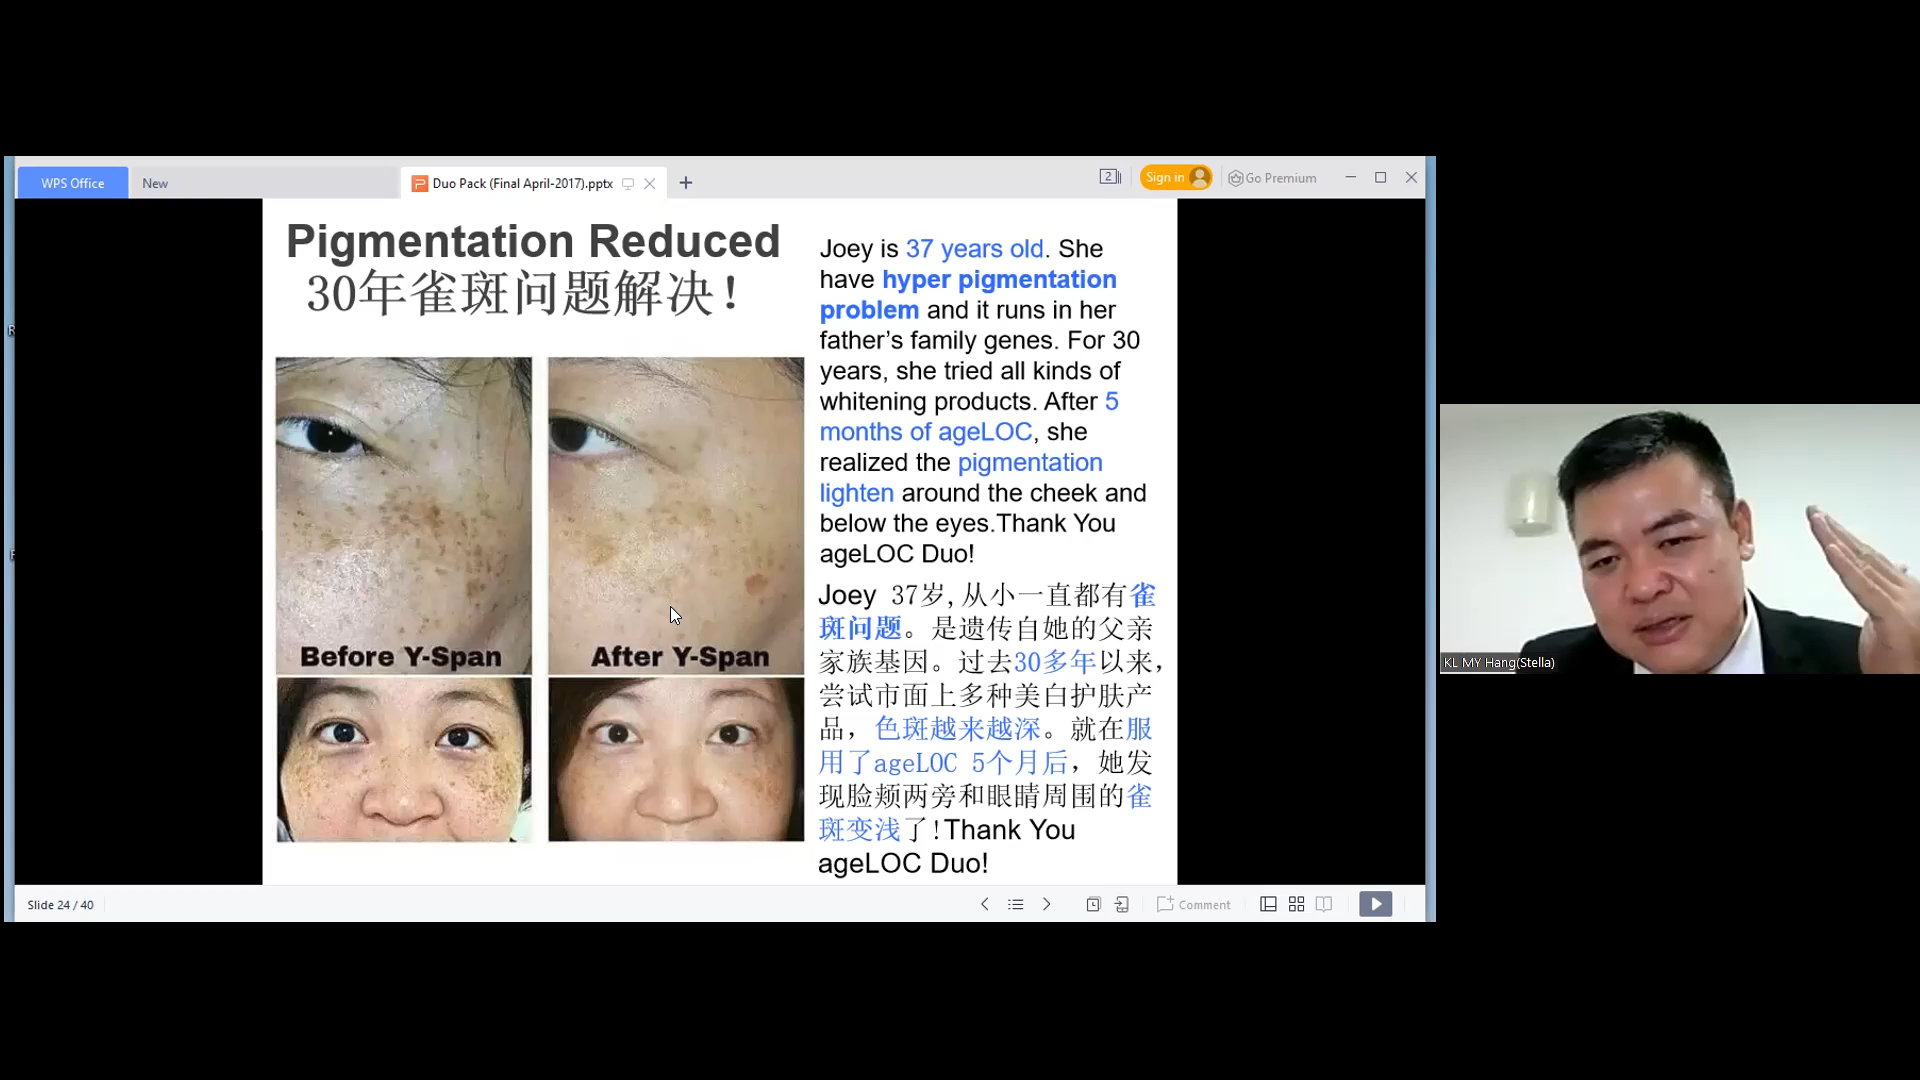 WPS Office
New
Duo Pack (Final April-2017).pptx
2
Sign in
Go Premium
Pigmentation Reduced
30年雀斑问题解决！
Before Y-Span
After Y-Span
Joey is 37 years old. She
have hyper pigmentation
problem and it runs in her
father’s family genes. For 30
years, she tried all kinds of
whitening products. After 5
months of ageLOC, she
realized the pigmentation
lighten around the cheek and
below the eyes.Thank You
ageLOC Duo!
Joey 37岁, 从小一直都有雀
斑问题。是遗传自她的父亲
家族基因。过去30多年以来，
尝试市面上多种美白护肤产
品，色斑越来越深。就在服
用了ageLOC 5个月后，她发
现脸颊两旁和眼睛周围的雀
斑变浅了!Thank You
ageLOC Duo!
KL MY Hang(Stella)
Slide 24 / 40
Comment